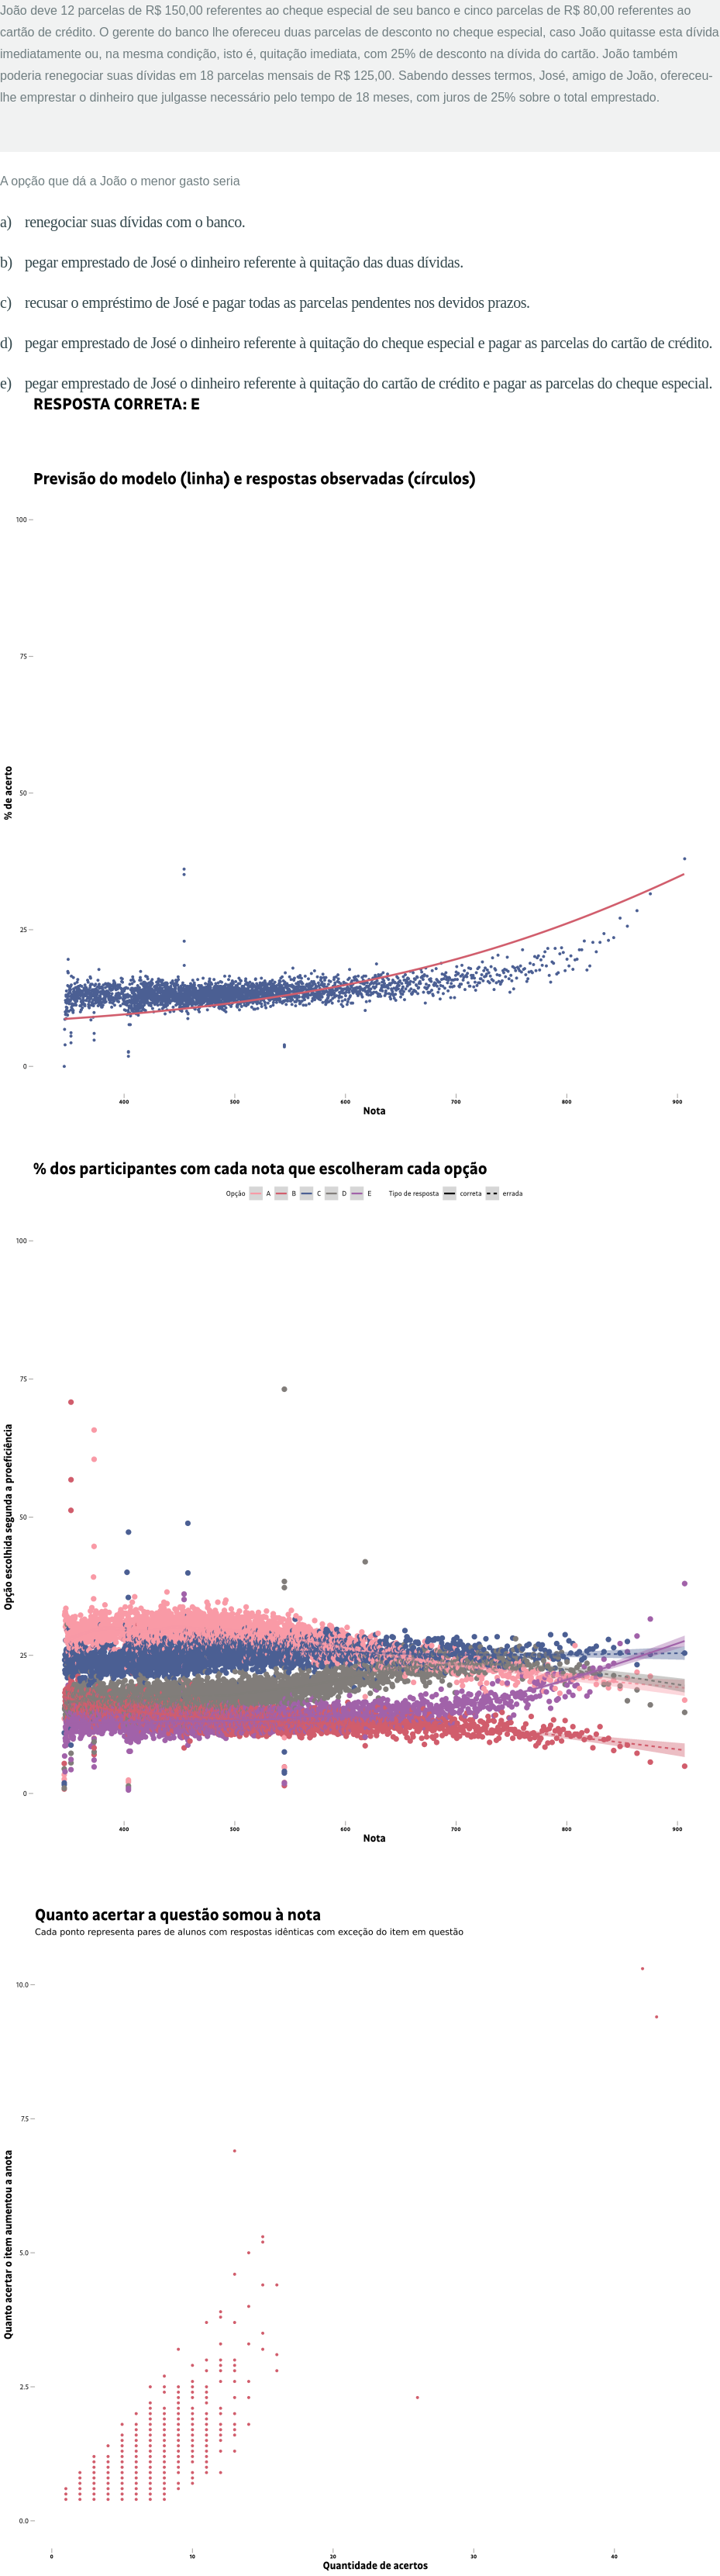 João deve 12 parcelas de R$ 150,00 referentes ao cheque especial de seu banco e cinco parcelas de R$ 80,00 referentes ao
cartão de crédito. O gerente do banco lhe ofereceu duas parcelas de desconto no cheque especial, caso João quitasse esta dívida
imediatamente ou, na mesma condição, isto é, quitação imediata, com 25% de desconto na dívida do cartão. João também
poderia renegociar suas dívidas em 18 parcelas mensais de R$ 125,00. Sabendo desses termos, José, amigo de João, ofereceu-
lhe emprestar o dinheiro que julgasse necessário pelo tempo de 18 meses, com juros de 25% sobre o total emprestado.
A opção que dá a João o menor gasto seria
a) renegociar suas dívidas com o banco.
b) pegar emprestado de José o dinheiro referente à quitação das duas dívidas.
c) recusar o empréstimo de José e pagar todas as parcelas pendentes nos devidos prazos.
d) pegar emprestado de José o dinheiro referente à quitação do cheque especial e pagar as parcelas do cartão de crédito.
e) pegar emprestado de José o dinheiro referente à quitação do cartão de crédito e pagar as parcelas do cheque especial.
RESPOSTA CORRETA: E
Previsão do modelo (linha) e respostas observadas (círculos)
100
75
% de acerto
50
25
0
400 500 600 700 800 900
Nota
% dos participantes com cada nota que escolheram cada opção
Opção A B C D E Tipo de resposta correta errada
100
75
Opção escolhida segunda a proeficiência
50
25
0
400 500 600 700 800 900
Nota
Quanto acertar a questão somou à nota
Cada ponto representa pares de alunos com respostas idênticas com exceção do item em questão
10.0
7.5
Quanto acertar o item aumentou a anota
5.0
2.5
0.0
0 10 20 30 40
Quantidade de acertos